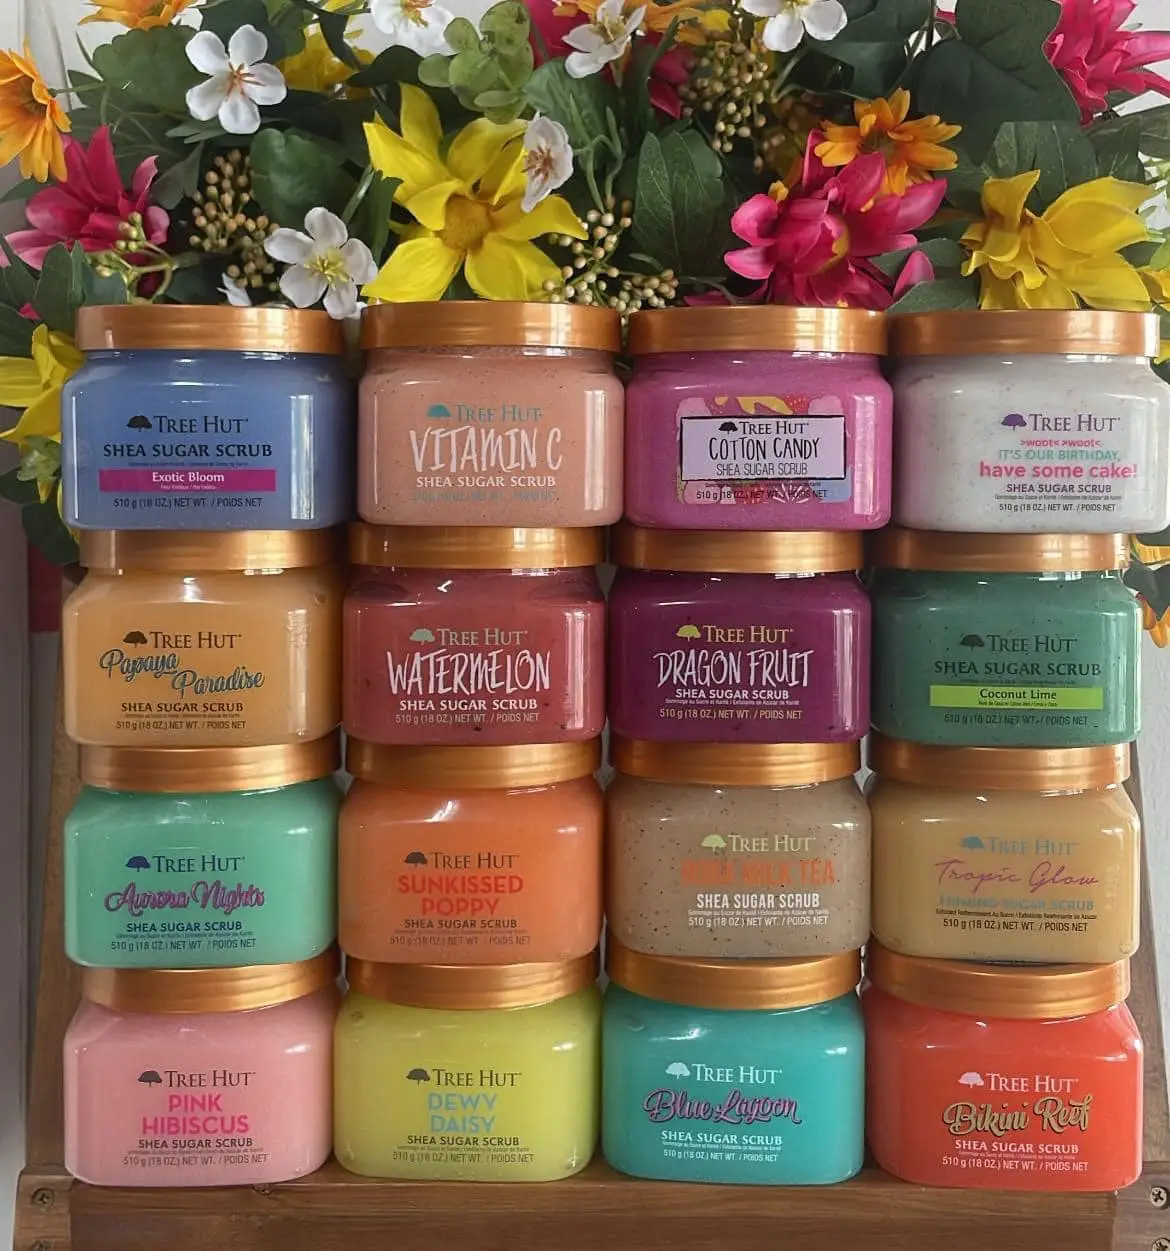 TREE HUT
SHEA SUGAR SCRUB
Exotic Bloom
510 g (18 OZ.) NET WT. / POIDS NET
TREE HUT
VITAMIN C
SHEA SUGAR SCRUB
510 g (18 OZ.) NET WT. / POIDS NET
TREE HUT
COTTON CANDY
SHEA SUGAR SCRUB
510 g (18 OZ.) NET WT. / POIDS NET
TREE HUT
>woot< >woot<
IT'S OUR BIRTHDAY,
have some cake!
SHEA SUGAR SCRUB
510 g (18 OZ.) NET WT. / POIDS NET
TREE HUT
Papaya
Paradise
SHEA SUGAR SCRUB
510 g (18 OZ.) NET WT. / POIDS NET
TREE HUT
WATERMELON
SHEA SUGAR SCRUB
510 g (18 OZ.) NET WT. / POIDS NET
TREE HUT
DRAGON FRUIT
SHEA SUGAR SCRUB
510 g (18 OZ.) NET WT. / POIDS NET
TREE HUT
SHEA SUGAR SCRUB
Coconut Lime
510 g (18 OZ.) NET WT. / POIDS NET
TREE HUT
Aurora Nights
SHEA SUGAR SCRUB
510 g (18 OZ.) NET WT. / POIDS NET
TREE HUT
SUNKISSED
POPPY
SHEA SUGAR SCRUB
510 g (18 OZ.) NET WT. / POIDS NET
TREE HUT
MILK TEA
SHEA SUGAR SCRUB
510 g (18 OZ.) NET WT. / POIDS NET
TREE HUT
Tropic Glow
FIRMING SUGAR SCRUB
510 g (18 OZ.) NET WT. / POIDS NET
TREE HUT
PINK
HIBISCUS
SHEA SUGAR SCRUB
510 g (18 OZ.) NET WT. / POIDS NET
TREE HUT
DEWY
DAISY
SHEA SUGAR SCRUB
510 g (18 OZ.) NET WT. / POIDS NET
TREE HUT
Blue Lagoon
SHEA SUGAR SCRUB
510 g (18 OZ.) NET WT. / POIDS NET
TREE HUT
Bikini Reef
SHEA SUGAR SCRUB
510 g (18 OZ.) NET WT. / POIDS NET